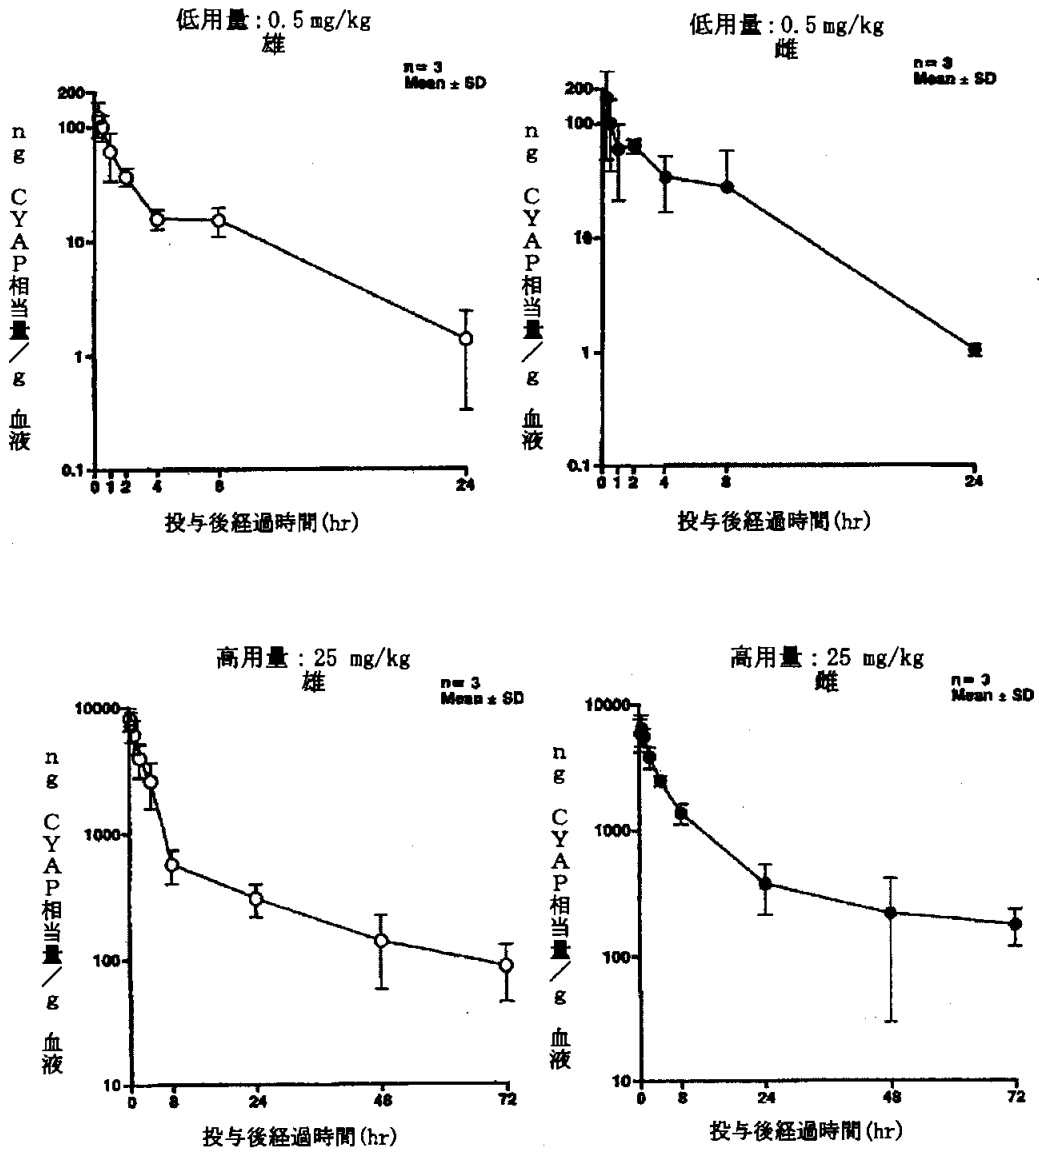 低用量：0.5 mg/kg
雄
n = 3
Mean ± SD
200
100
10
1
0.1
ng CYAP相当量／g 血液
0 1 2 4 8 24
投与後経過時間(hr)
低用量：0.5 mg/kg
雌
n = 3
Mean ± SD
200
100
10
1
0.1
ng CYAP相当量／g 血液
0 1 2 4 8 24
投与後経過時間(hr)
高用量：25 mg/kg
雄
n = 3
Mean ± SD
10000
1000
100
10
ng CYAP相当量／g 血液
0 8 24 48 72
投与後経過時間(hr)
高用量：25 mg/kg
雌
n = 3
Mean ± SD
10000
1000
100
10
ng CYAP相当量／g 血液
0 8 24 48 72
投与後経過時間(hr)